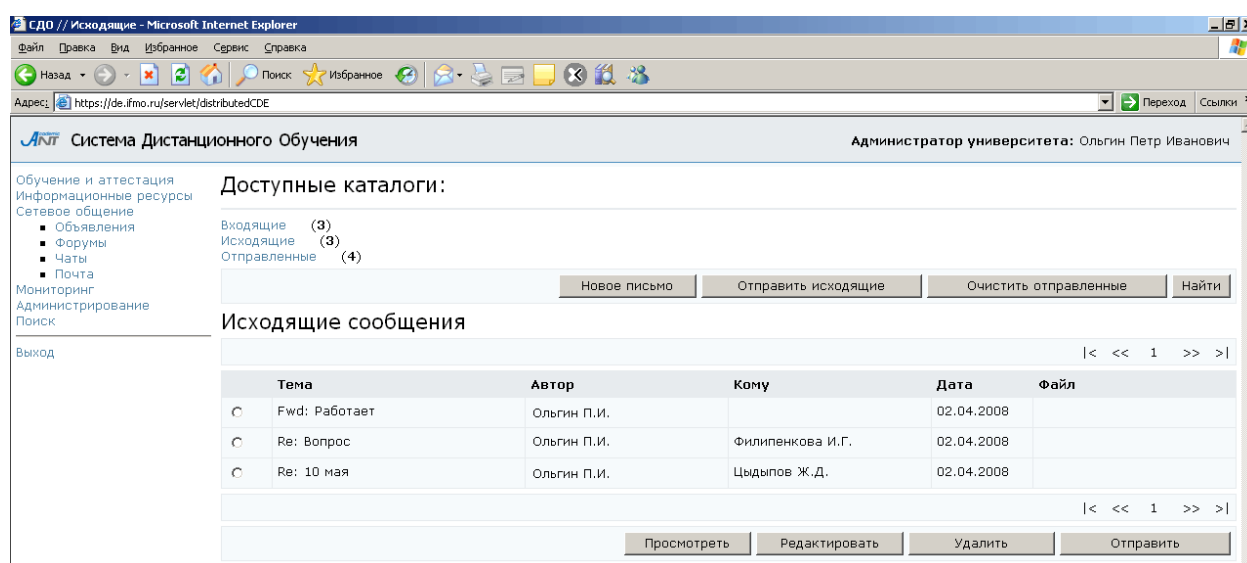 СДО // Исходящие - Microsoft Internet Explorer
Файл Правка Вид Избранное Сервис Справка
Назад Поиск Избранное
Адрес: https://de.ifmo.ru/servlet/distributedCDE Переход Ссылки
Academic ANT Система Дистанционного Обучения Администратор университета: Ольгин Петр Иванович
Обучение и аттестация
Информационные ресурсы
Сетевое общение
Объявления
Форумы
Чаты
Почта
Мониторинг
Администрирование
Поиск
Выход
Доступные каталоги:
Входящие (3)
Исходящие (3)
Отправленные (4)
Новое письмо Отправить исходящие Очистить отправленные Найти
Исходящие сообщения
|< << 1 >> >|
Тема Автор Кому Дата Файл
Fwd: Работает Ольгин П.И. 02.04.2008
Re: Вопрос Ольгин П.И. Филипенкова И.Г. 02.04.2008
Re: 10 мая Ольгин П.И. Цыдыпов Ж.Д. 02.04.2008
|< << 1 >> >|
Просмотреть Редактировать Удалить Отправить